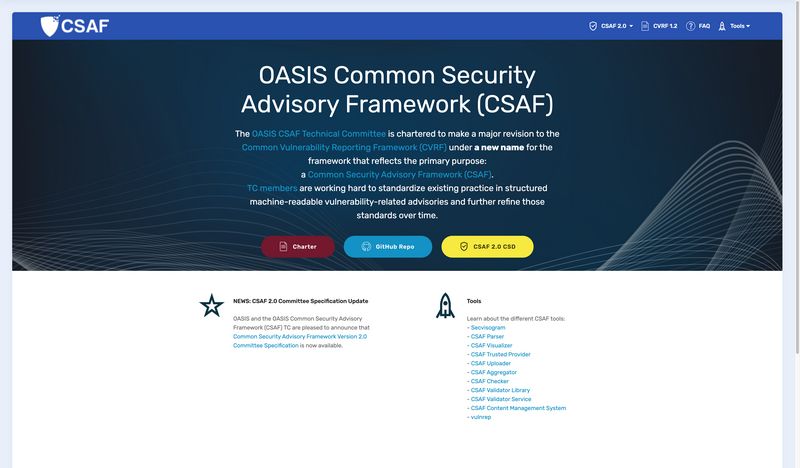 CSAF
CSAF 2.0
CVRF 1.2
FAQ
Tools
OASIS Common Security
Advisory Framework (CSAF)
The OASIS CSAF Technical Committee is chartered to make a major revision to the
Common Vulnerability Reporting Framework (CVRF) under a new name for the
framework that reflects the primary purpose:
a Common Security Advisory Framework (CSAF).
TC members are working hard to standardize existing practice in structured
machine-readable vulnerability-related advisories and further refine those
standards over time.
Charter
GitHub Repo
CSAF 2.0 CSD
NEWS: CSAF 2.0 Committee Specification Update
OASIS and the OASIS Common Security Advisory
Framework (CSAF) TC are pleased to announce that
Common Security Advisory Framework Version 2.0
Committee Specification is now available.
Tools
Learn about the different CSAF tools:
- Secvisogram
- CSAF Parser
- CSAF Visualizer
- CSAF Trusted Provider
- CSAF Uploader
- CSAF Aggregator
- CSAF Checker
- CSAF Validator Library
- CSAF Validator Service
- CSAF Content Management System
- vulnrep